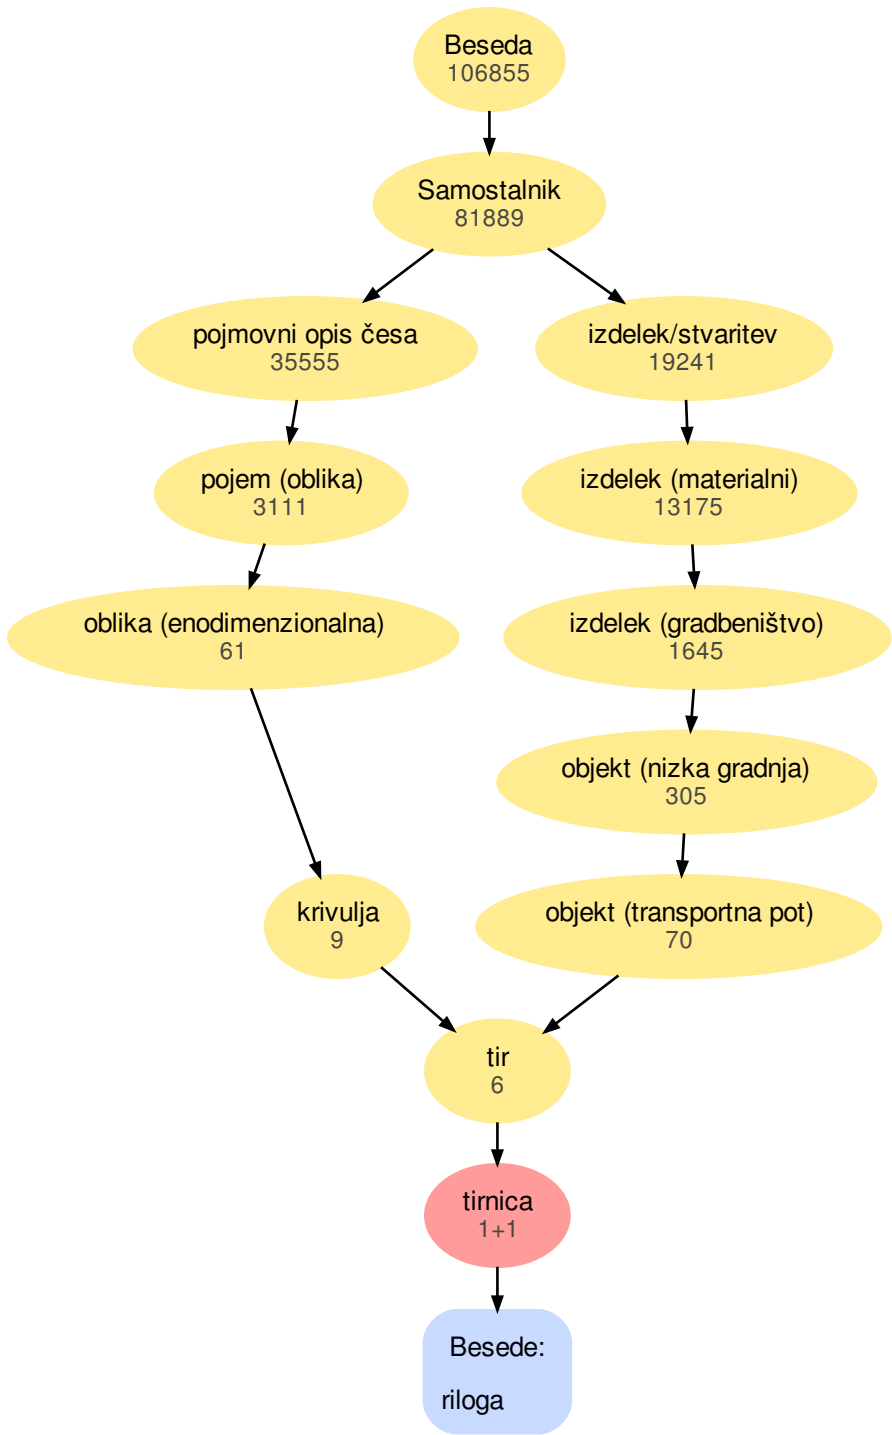 Beseda
106855
Samostalnik
81889
pojmovni opis česa
35555
izdelek/stvaritev
19241
pojem (oblika)
3111
izdelek (materialni)
13175
oblika (enodimenzionalna)
61
izdelek (gradbeništvo)
1645
objekt (nizka gradnja)
305
krivulja
9
objekt (transportna pot)
70
tir
6
tirnica
1+1
Besede:
riloga